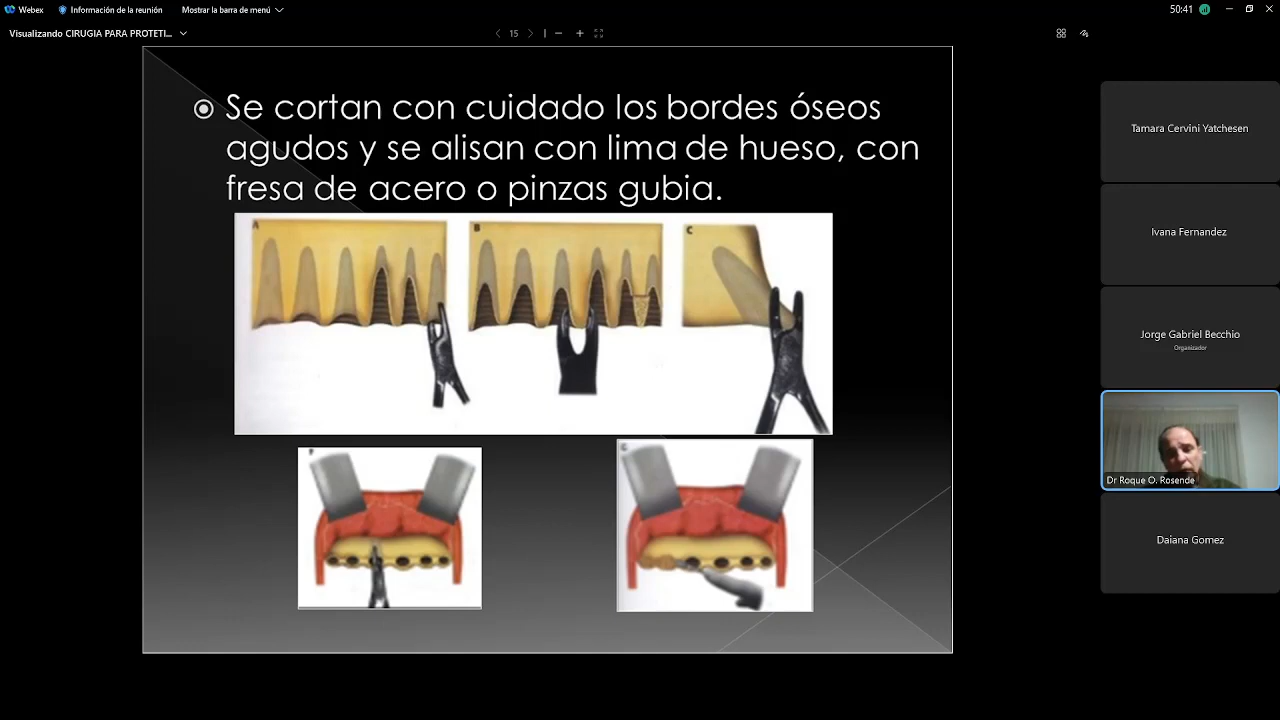 Webex
Información de la reunión
Mostrar la barra de menú
50:41
Visualizando CIRUGIA PARA PROTETI...
15
Se cortan con cuidado los bordes óseos
agudos y se alisan con lima de hueso, con
fresa de acero o pinzas gubia.
A
B
C
F
G
Tamara Cervini Yatchesen
Ivana Fernandez
Jorge Gabriel Becchio
Organizador
Dr Roque O. Rosende
Daiana Gomez